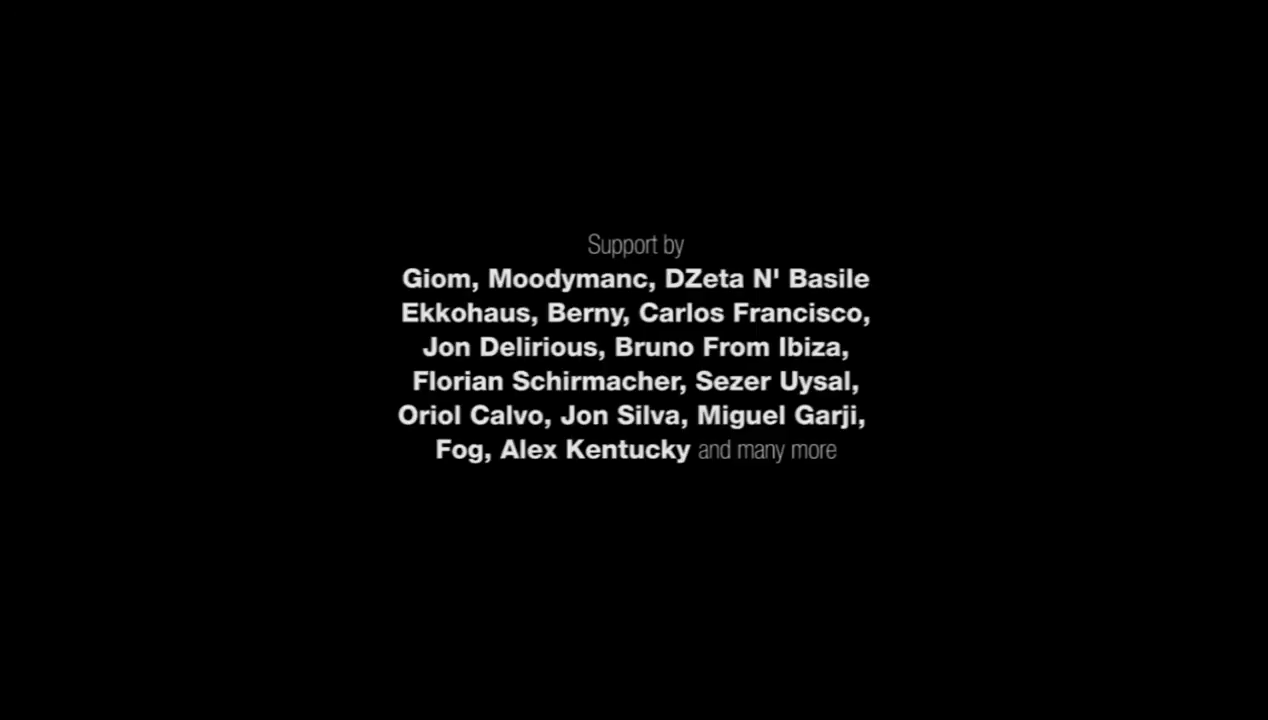 Support by
Giom, Moodymanc, DZeta N' Basile
Ekkohaus, Berny, Carlos Francisco,
Jon Delirious, Bruno From Ibiza,
Florian Schirmacher, Sezer Uysal,
Oriol Calvo, Jon Silva, Miguel Garji,
Fog, Alex Kentucky and many more